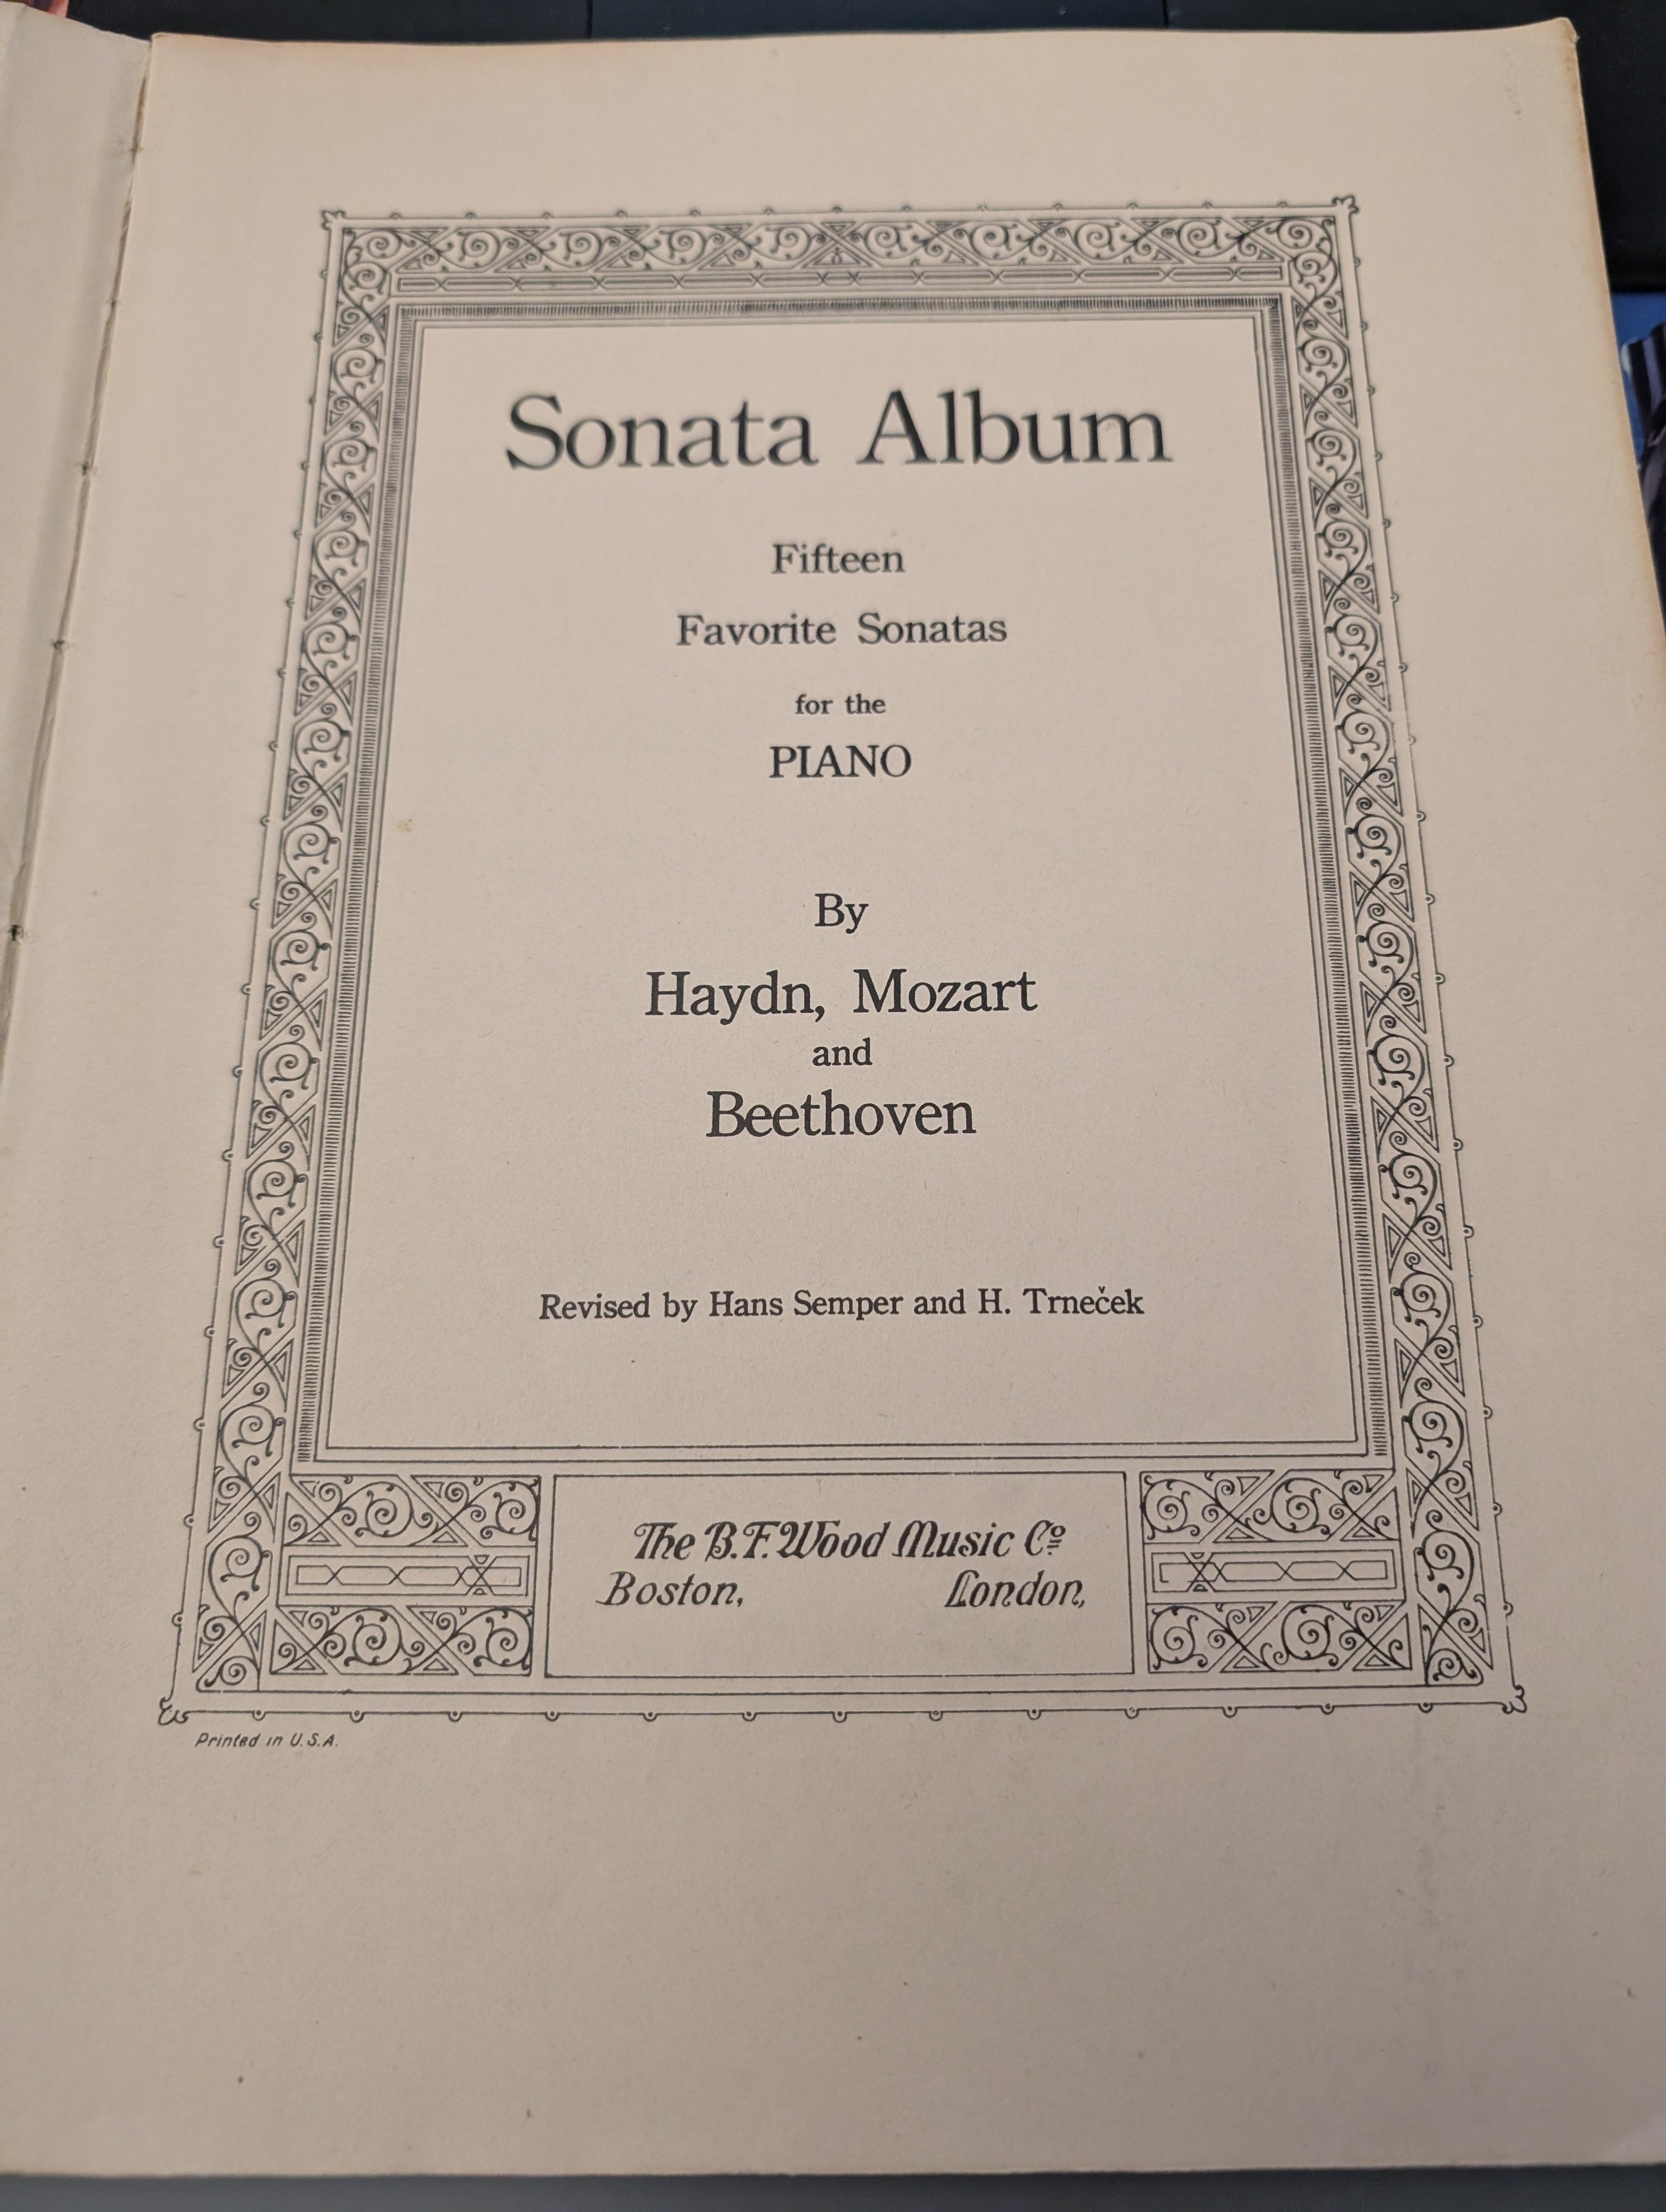 Sonata Album
Fifteen
Favorite Sonatas
for the
PIANO
By
Haydn, Mozart
and
Beethoven
Revised by Hans Semper and H. Trneček
The B.F. Wood Music Cº
Boston, London,
Printed in U.S.A.